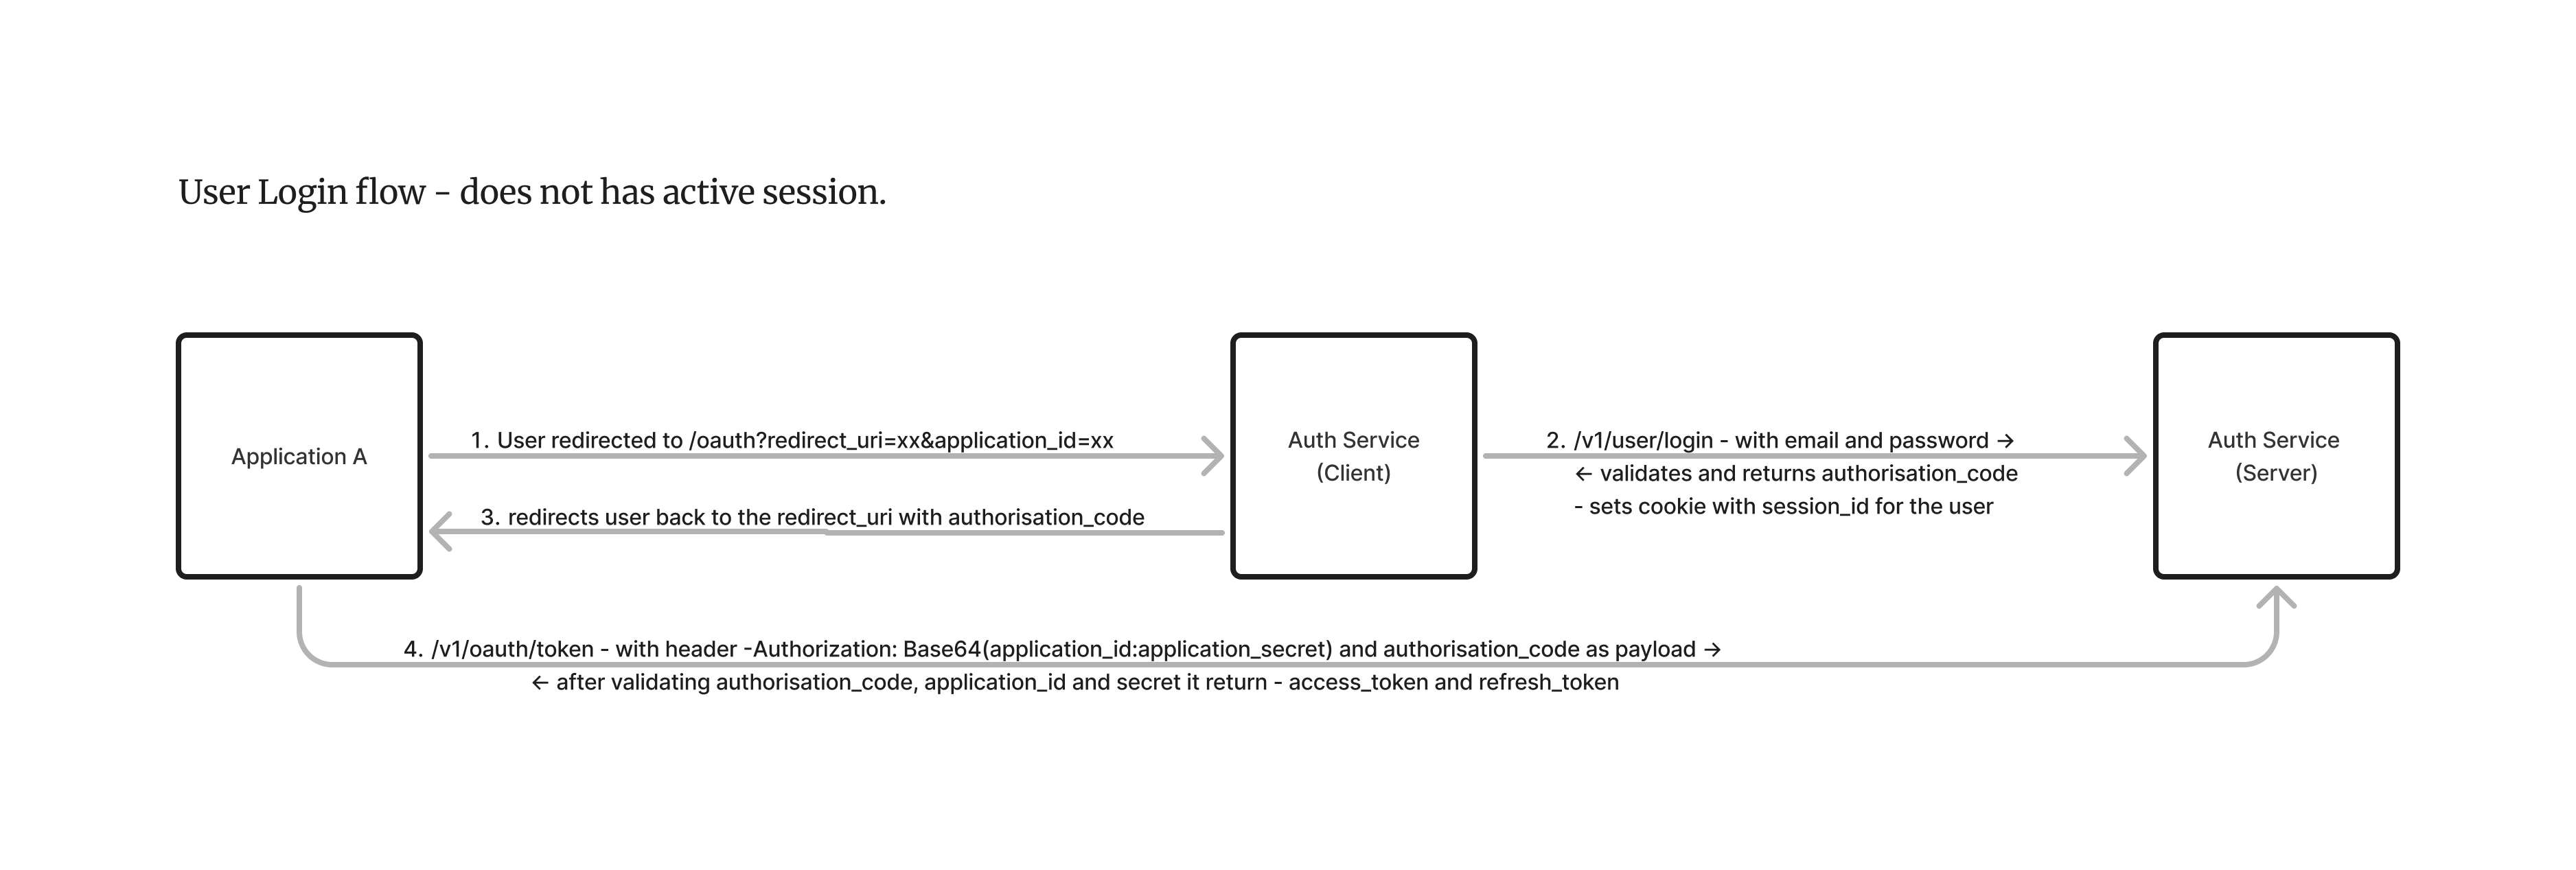 User Login flow - does not has active session.
Application A
1. User redirected to /oauth?redirect_uri=xx&application_id=xx
3. redirects user back to the redirect_uri with authorisation_code
Auth Service
(Client)
2. /v1/user/login - with email and password →
← validates and returns authorisation_code
- sets cookie with session_id for the user
Auth Service
(Server)
4. /v1/oauth/token - with header -Authorization: Base64(application_id:application_secret) and authorisation_code as payload →
← after validating authorisation_code, application_id and secret it return - access_token and refresh_token